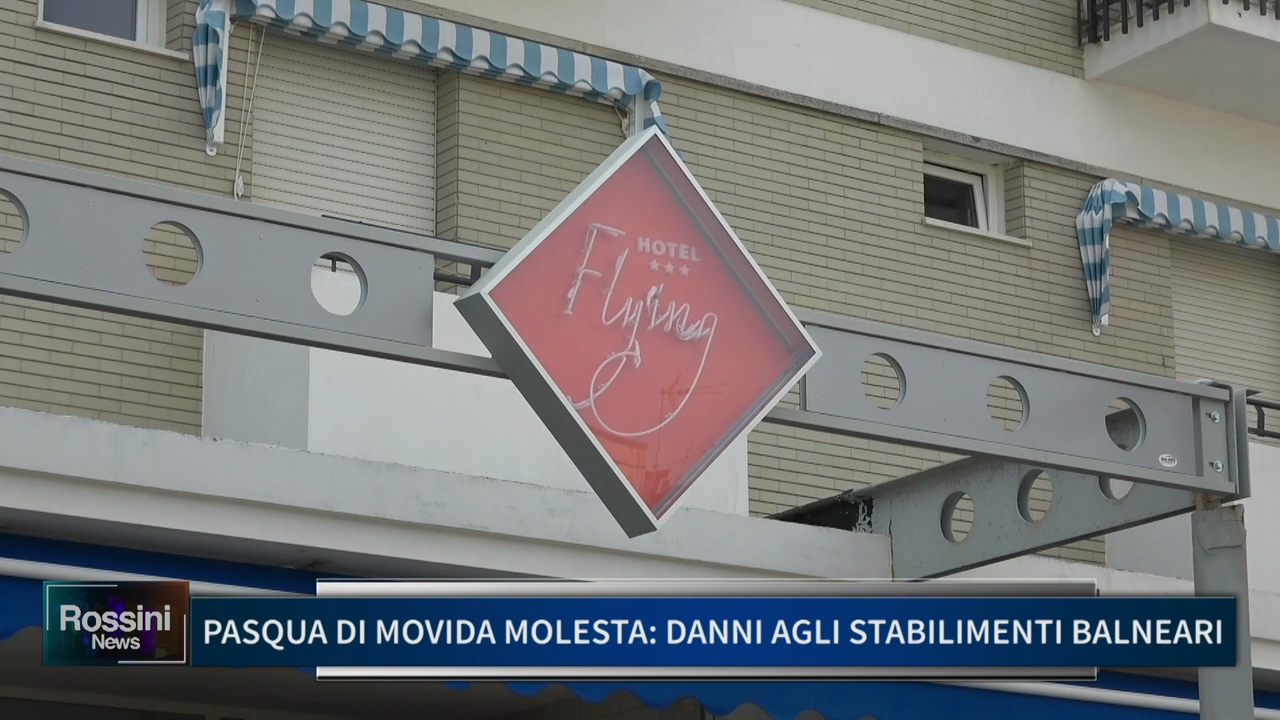 HOTEL
★★★
Flying
Rossini
News
PASQUA DI MOVIDA MOLESTA: DANNI AGLI STABILIMENTI BALNEARI